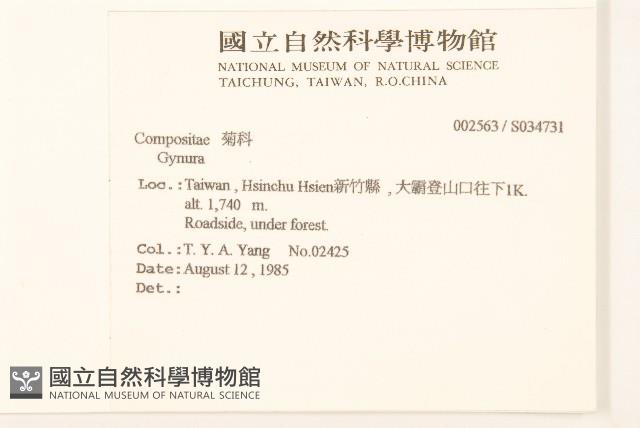 國立自然科學博物館
NATIONAL MUSEUM OF NATURAL SCIENCE
TAICHUNG, TAIWAN, R.O.CHINA
002563 / S034731
Compositae 菊科
Gynura
Loc.: Taiwan , Hsinchu Hsien新竹縣 , 大霸登山口往下1K.
alt. 1,740 m.
Roadside, under forest.
Col.: T. Y. A. Yang No.02425
Date: August 12 , 1985
Det.:
國立自然科學博物館
NATIONAL MUSEUM OF NATURAL SCIENCE